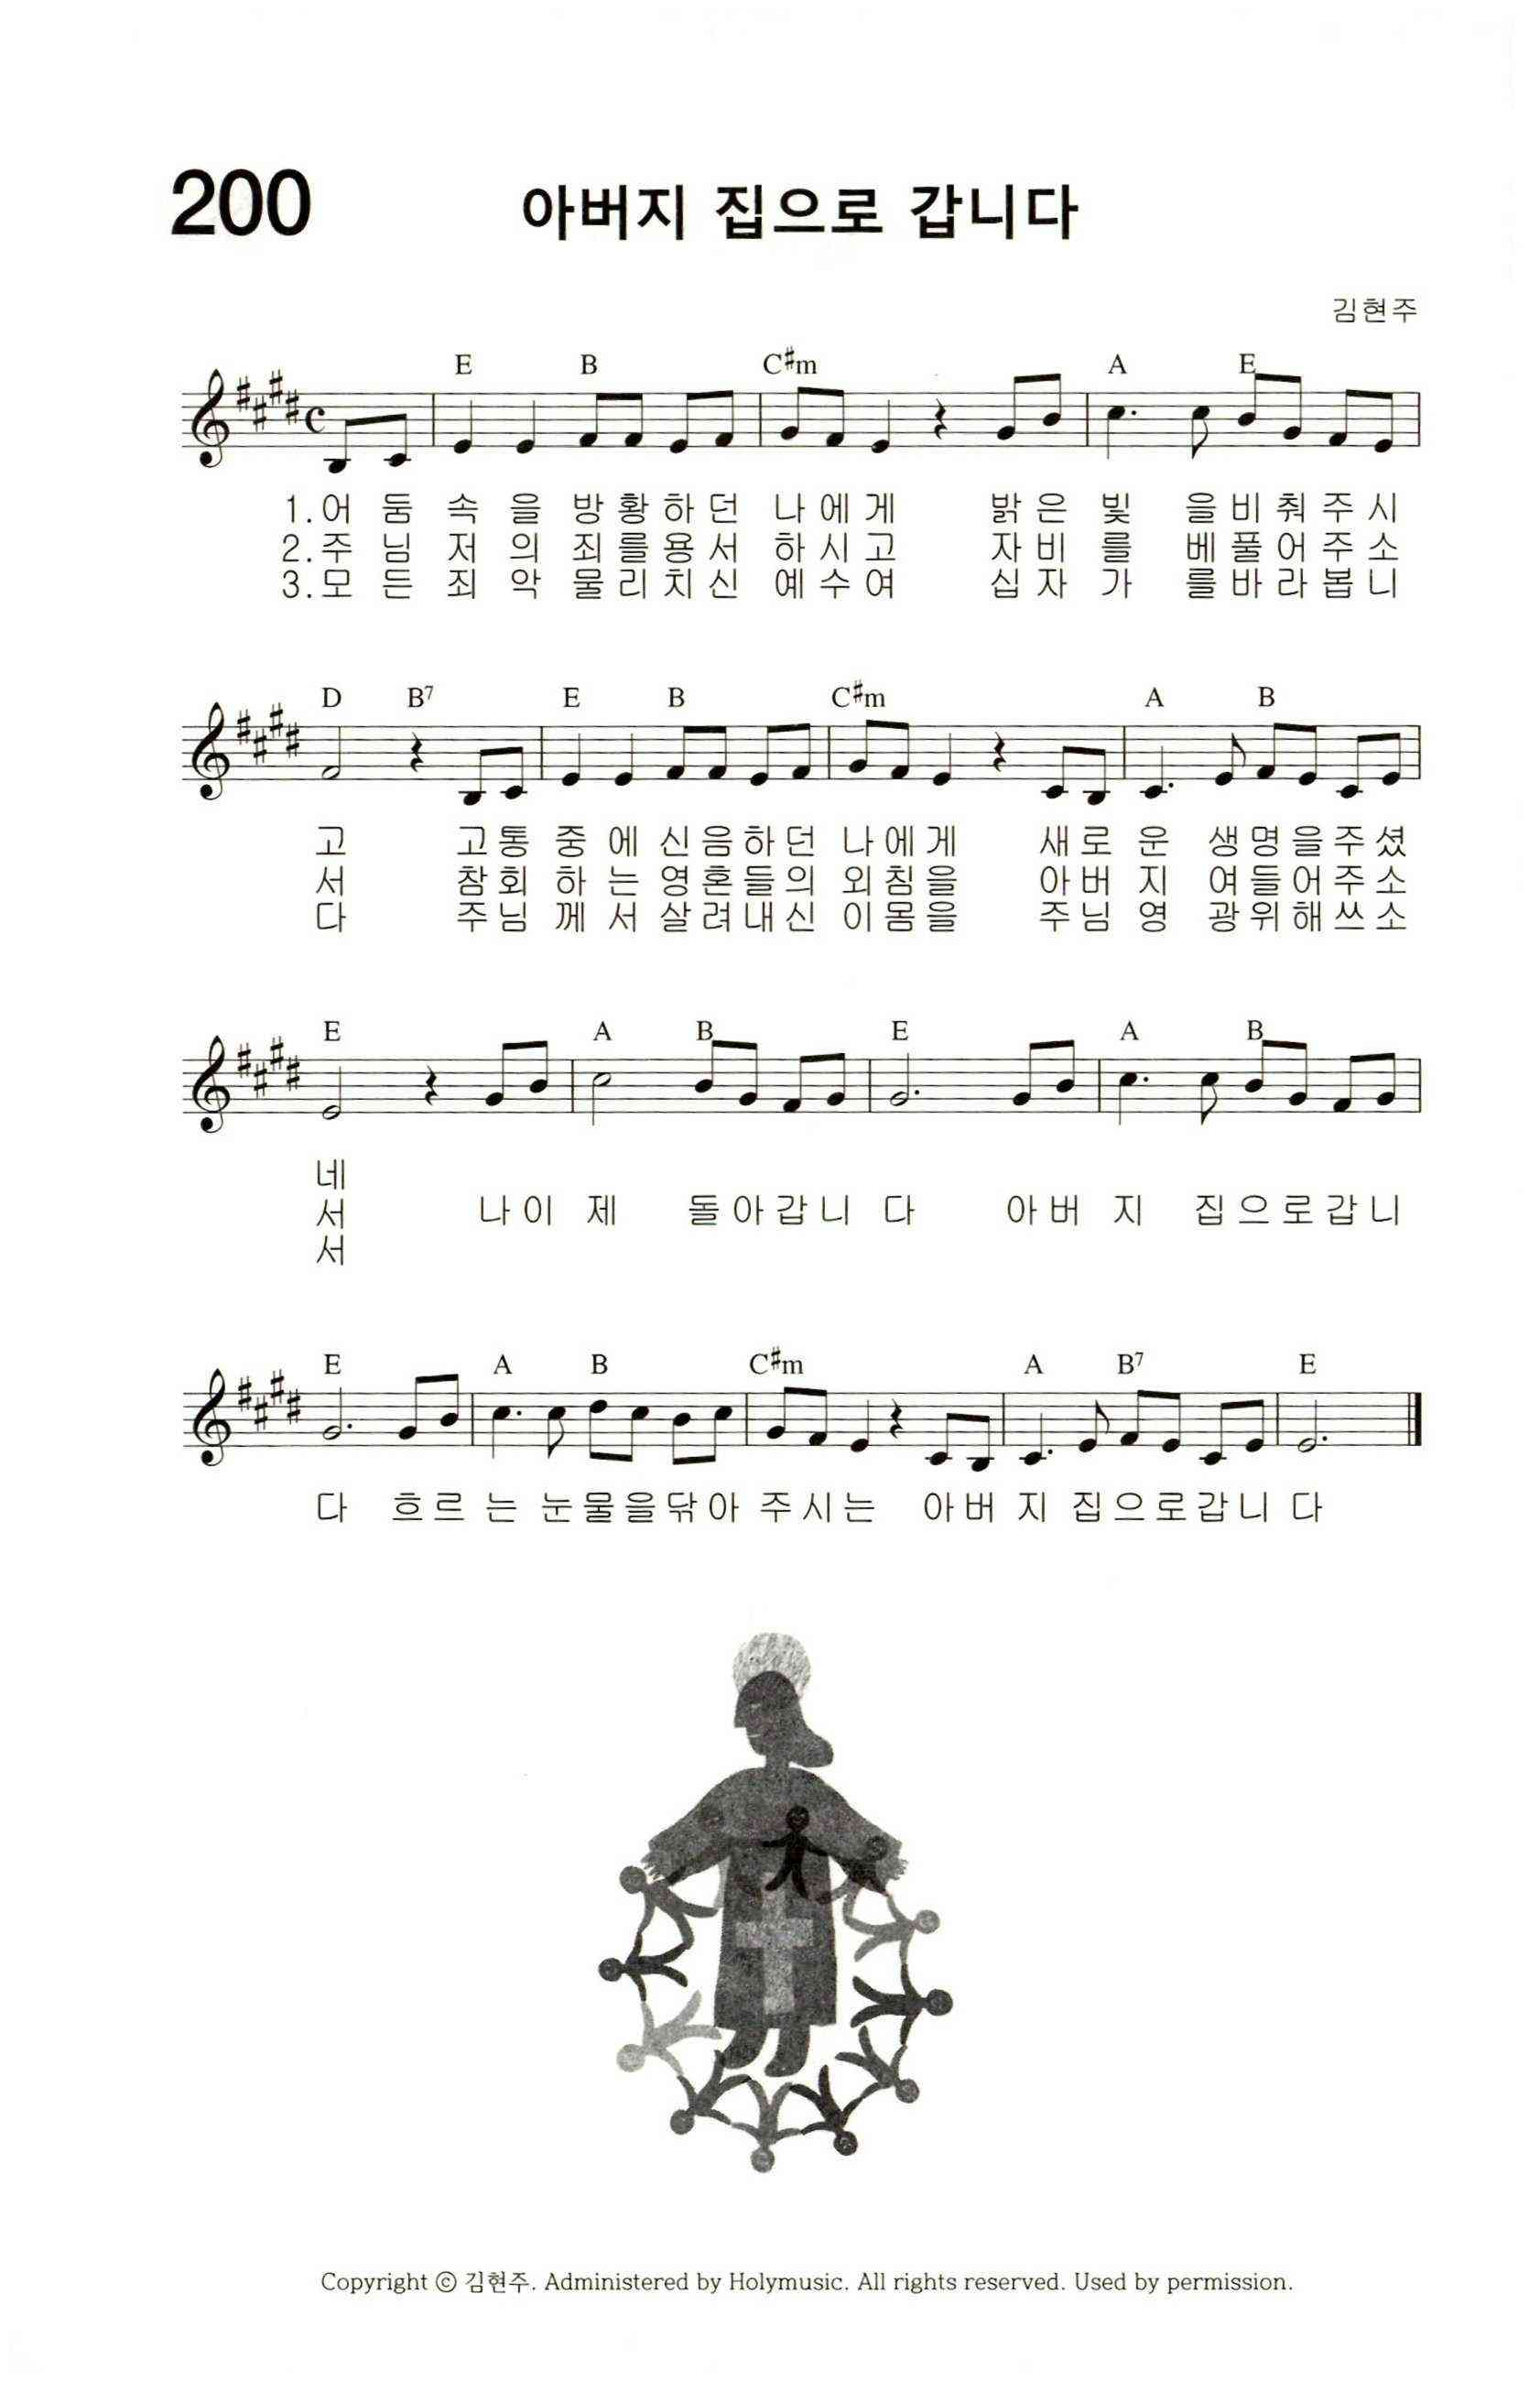 200
아버지 집으로 갑니다
김현주
E B C#m A E
1.어 둠 속 을 방황하던 나에게 밝은 빛 을비춰주시
2.주 님 저 의 죄를용서 하시고 자비 를 베풀어주소
3.모 든 죄 악 물리치신 예수여 십자 가 를바라봅니
D B7 E B C#m A B
고 고통 중 에 신음하던 나에게 새로 운 생명을주셨
서 참회 하 는 영혼들의 외침을 아버 지 여들어주소
다 주님 께 서 살려내신 이몸을 주님 영 광위해쓰소
E A B E A B
네
서 나이 제 돌아갑니 다 아버 지 집으로갑니
서
E A B C#m A B7 E
다 흐르 는 눈물을닦아 주시는 아버 지 집으로갑니 다
Copyright ⓒ 김현주. Administered by Holymusic. All rights reserved. Used by permission.